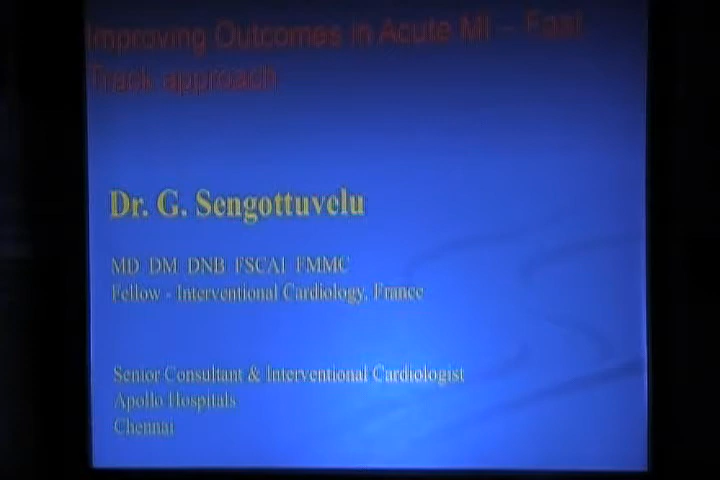 Improving Outcomes in Acute MI – Fast
Track approach
Dr. G. Sengottuvelu
MD DM DNB FSCAI FMMC
Fellow - Interventional Cardiology, France
Senior Consultant & Interventional Cardiologist
Apollo Hospitals
Chennai